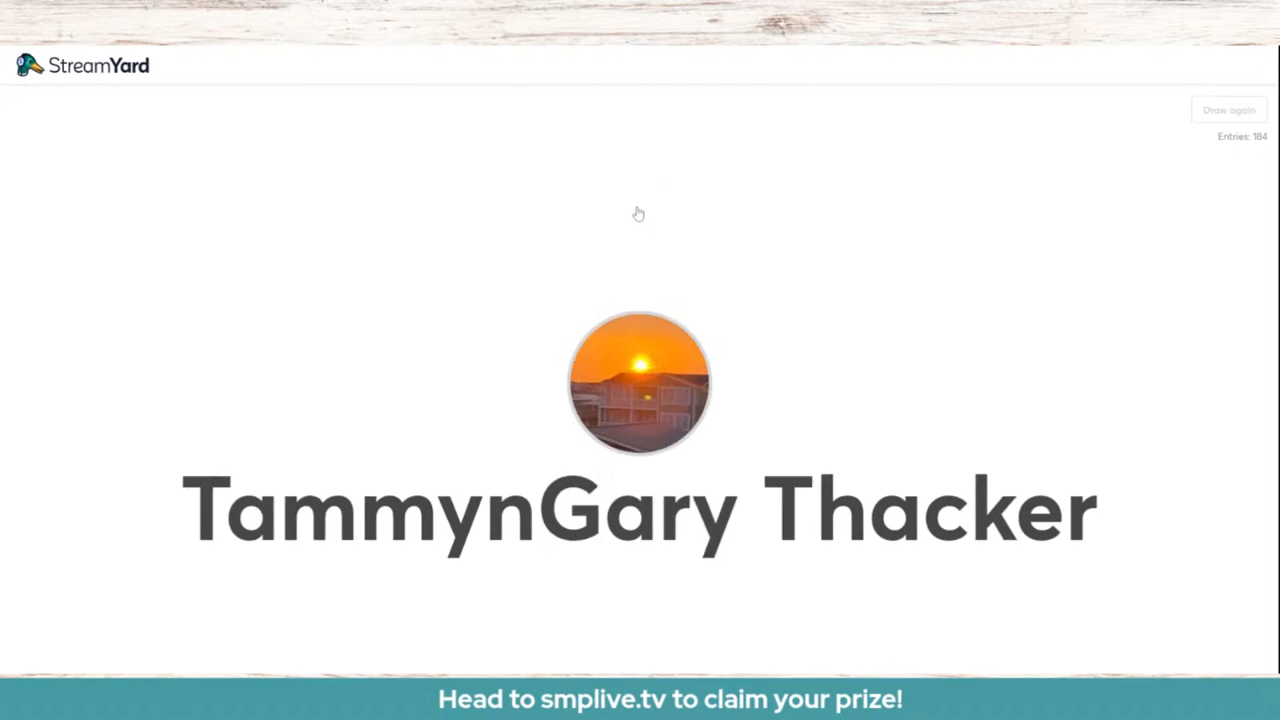 StreamYard
Draw again
Entries: 184
TammynGary Thacker
Head to smplive.tv to claim your prize!